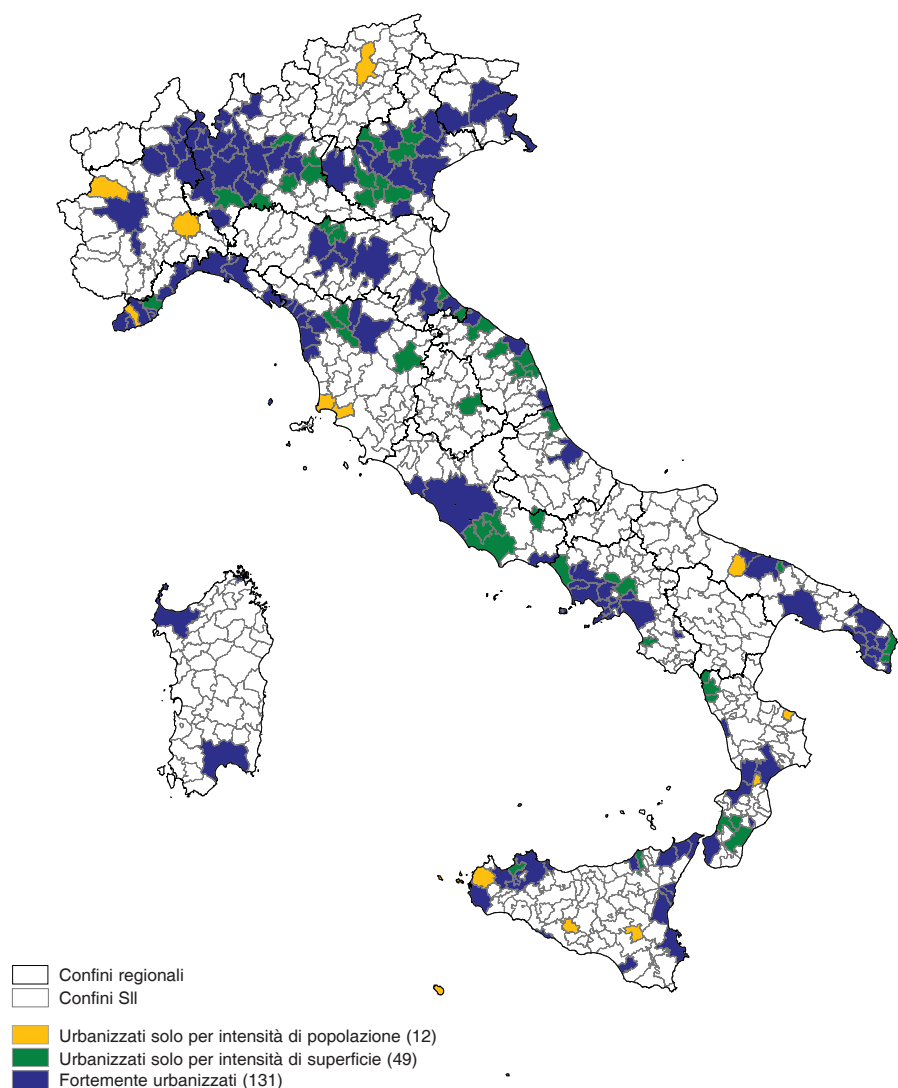 Confini regionali
Confini Sll
Urbanizzati solo per intensità di popolazione (12)
Urbanizzati solo per intensità di superficie (49)
Fortemente urbanizzati (131)